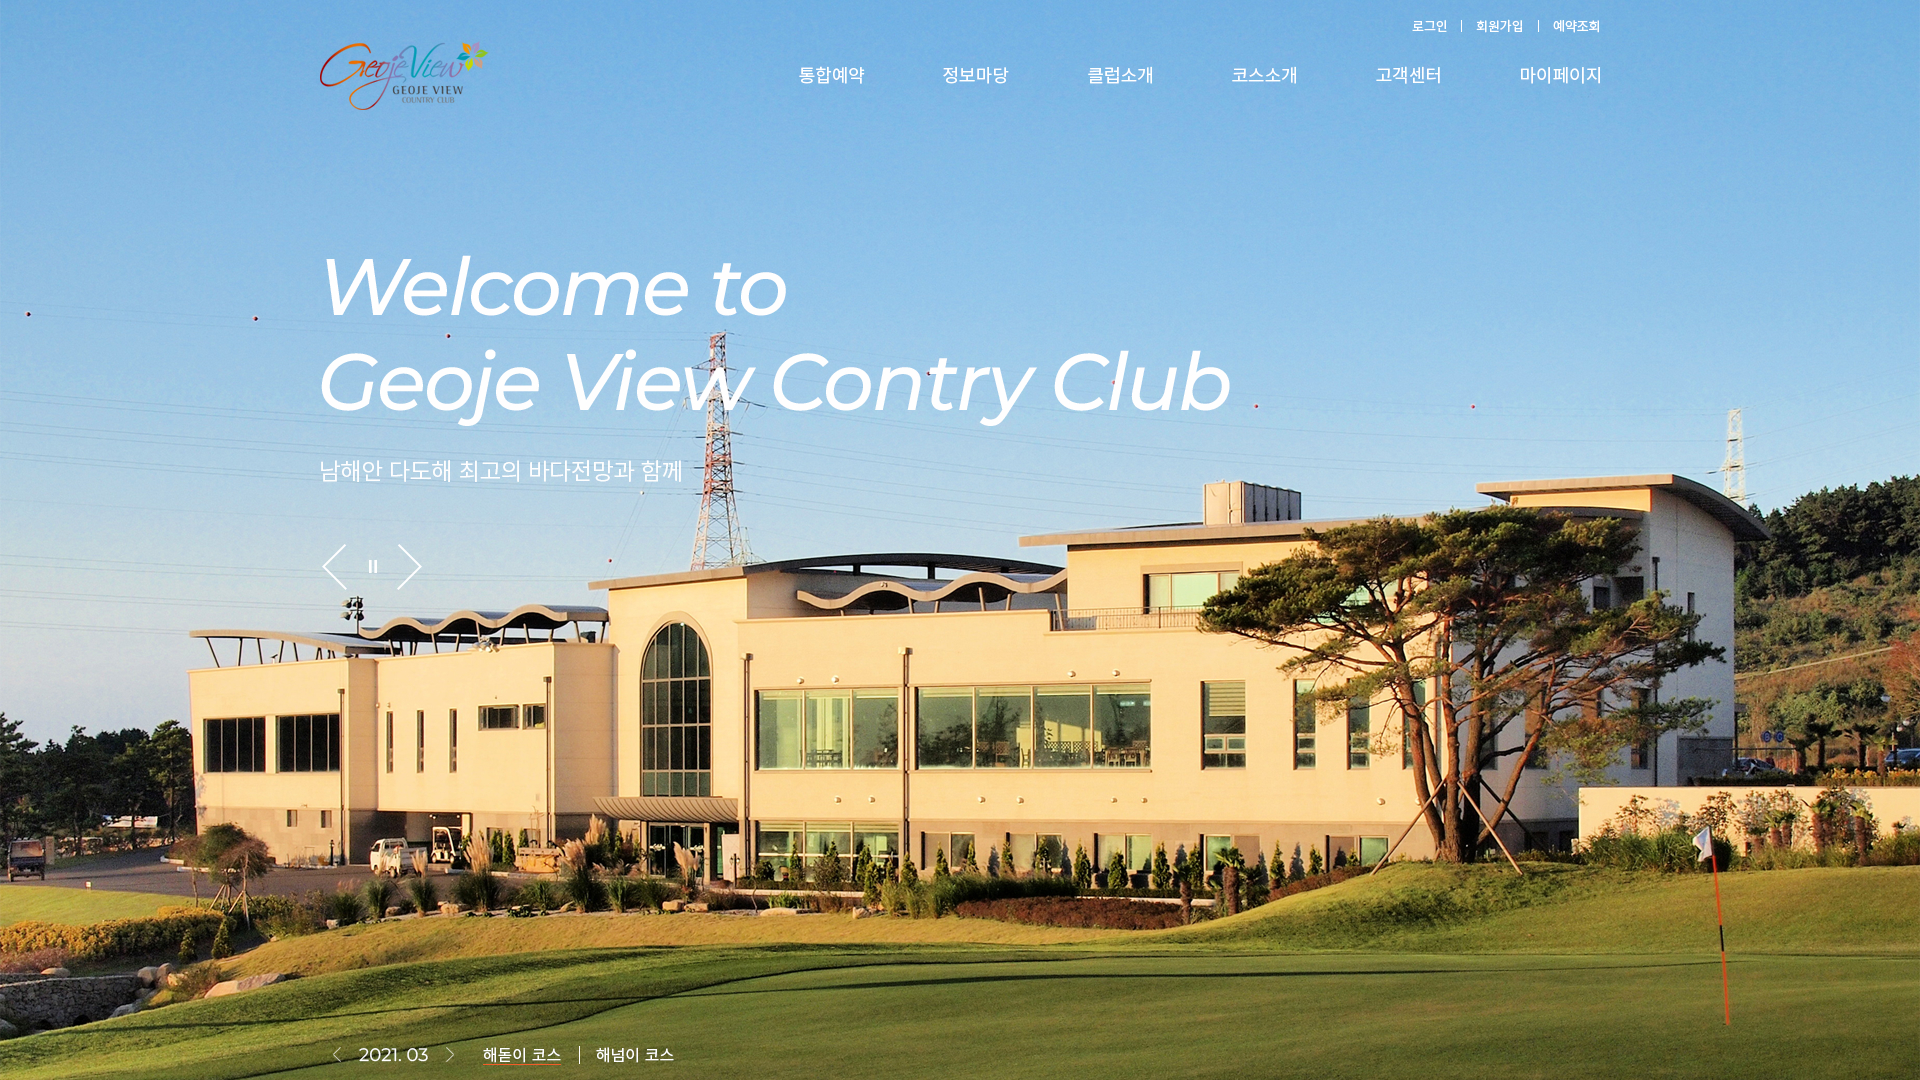 로그인
회원가입
예약조회
Geoje View
GEOJE VIEW
COUNTRY CLUB
통합예약
정보마당
클럽소개
코스소개
고객센터
마이페이지
Welcome to
Geoje View Contry Club
남해안 다도해 최고의 바다전망과 함께
2021. 03
해돋이 코스
해넘이 코스